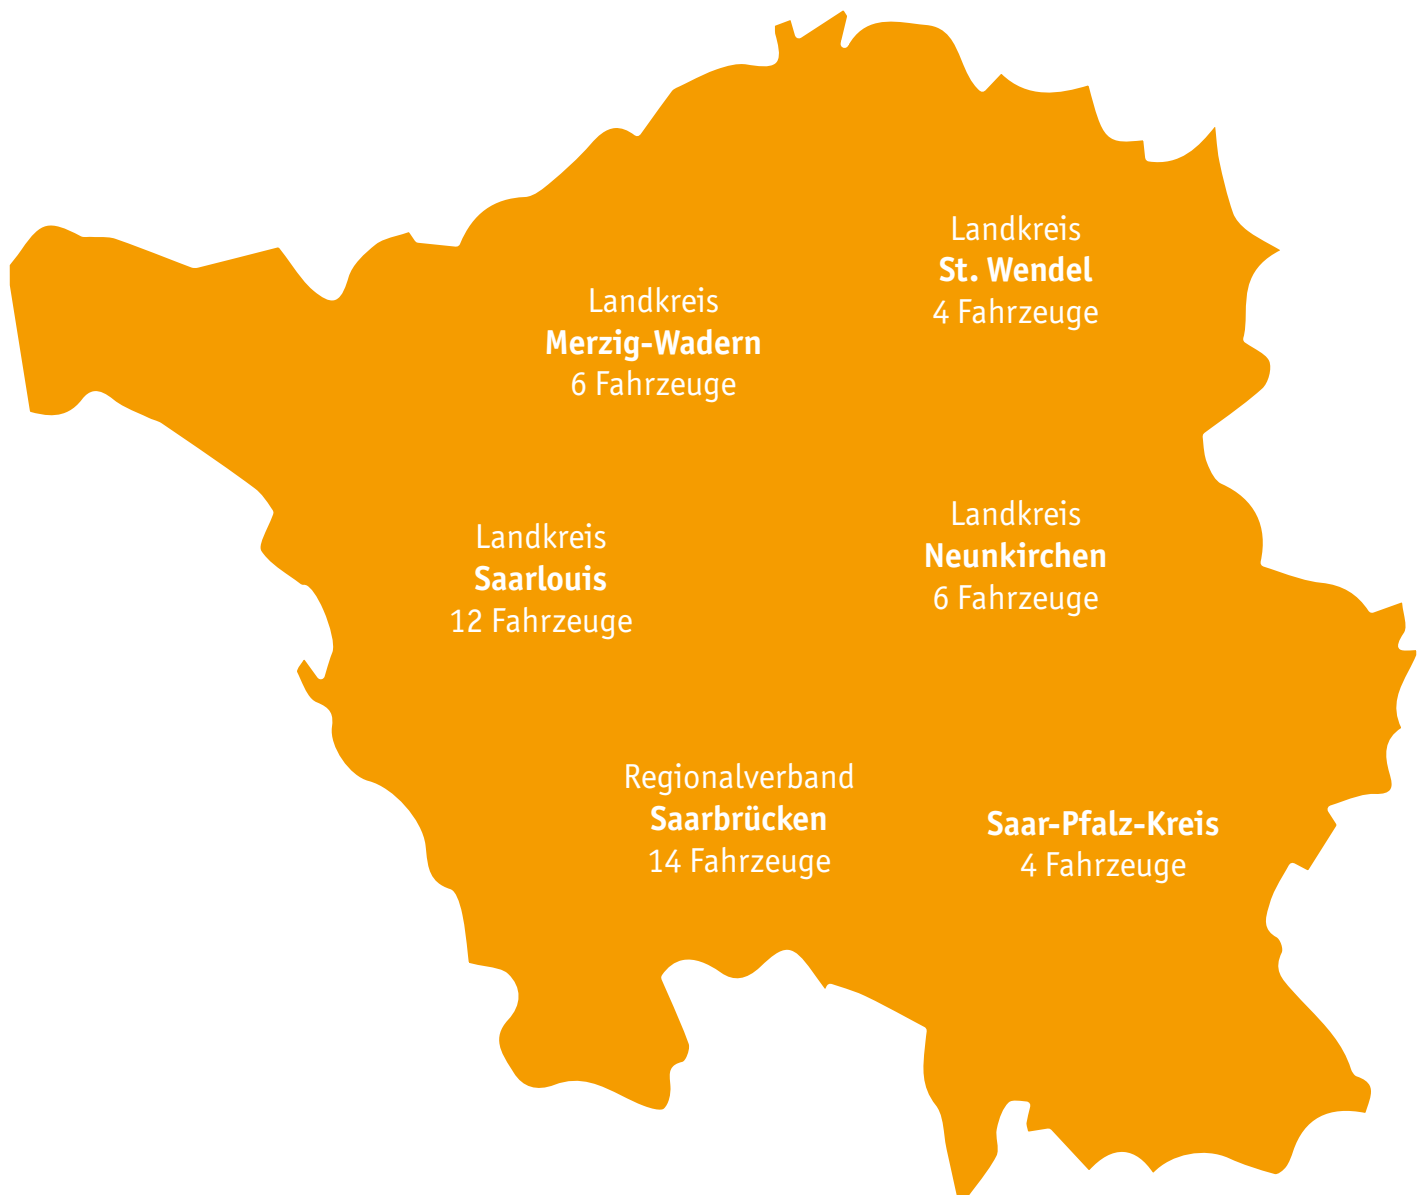 Landkreis
St. Wendel
4 Fahrzeuge
Landkreis
Merzig-Wadern
6 Fahrzeuge
Landkreis
Neunkirchen
6 Fahrzeuge
Landkreis
Saarlouis
12 Fahrzeuge
Regionalverband
Saarbrücken
14 Fahrzeuge
Saar-Pfalz-Kreis
4 Fahrzeuge